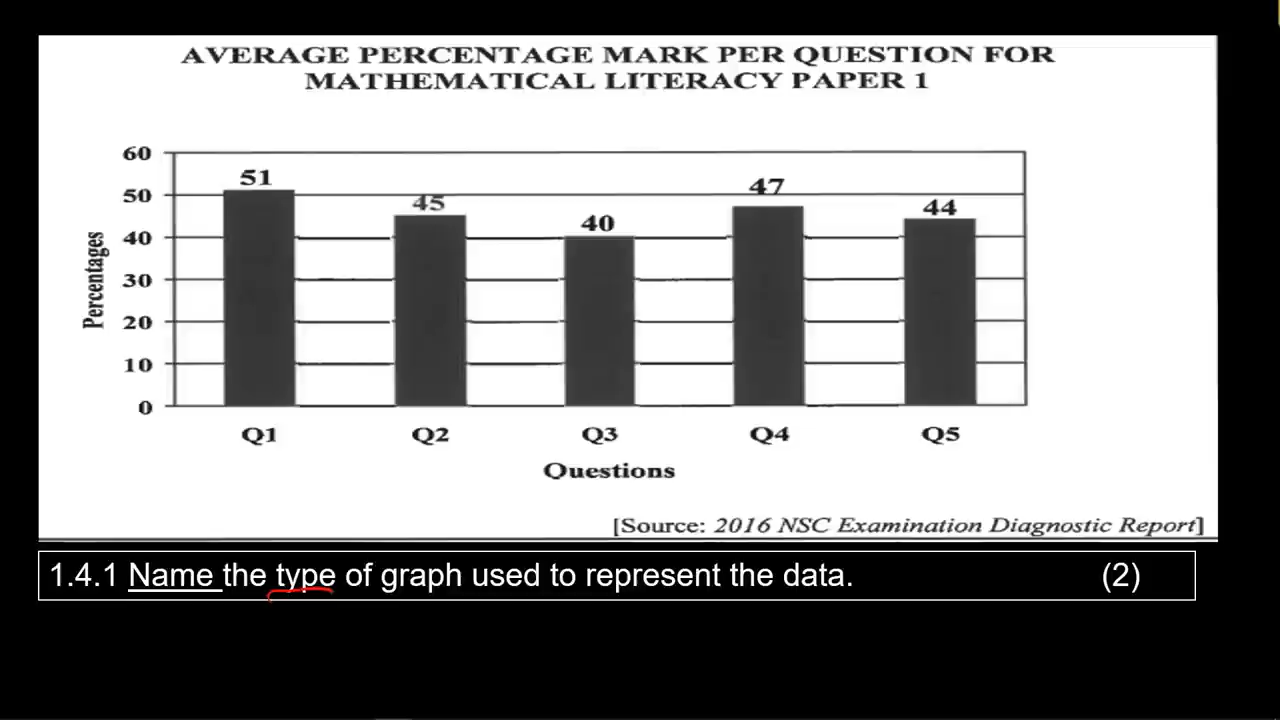 AVERAGE PERCENTAGE MARK PER QUESTION FOR
MATHEMATICAL LITERACY PAPER 1
60
50
40
30
20
10
0
Percentages
51
45
40
47
44
Q1 Q2 Q3 Q4 Q5
Questions
[Source: 2016 NSC Examination Diagnostic Report]
1.4.1 Name the type of graph used to represent the data. (2)